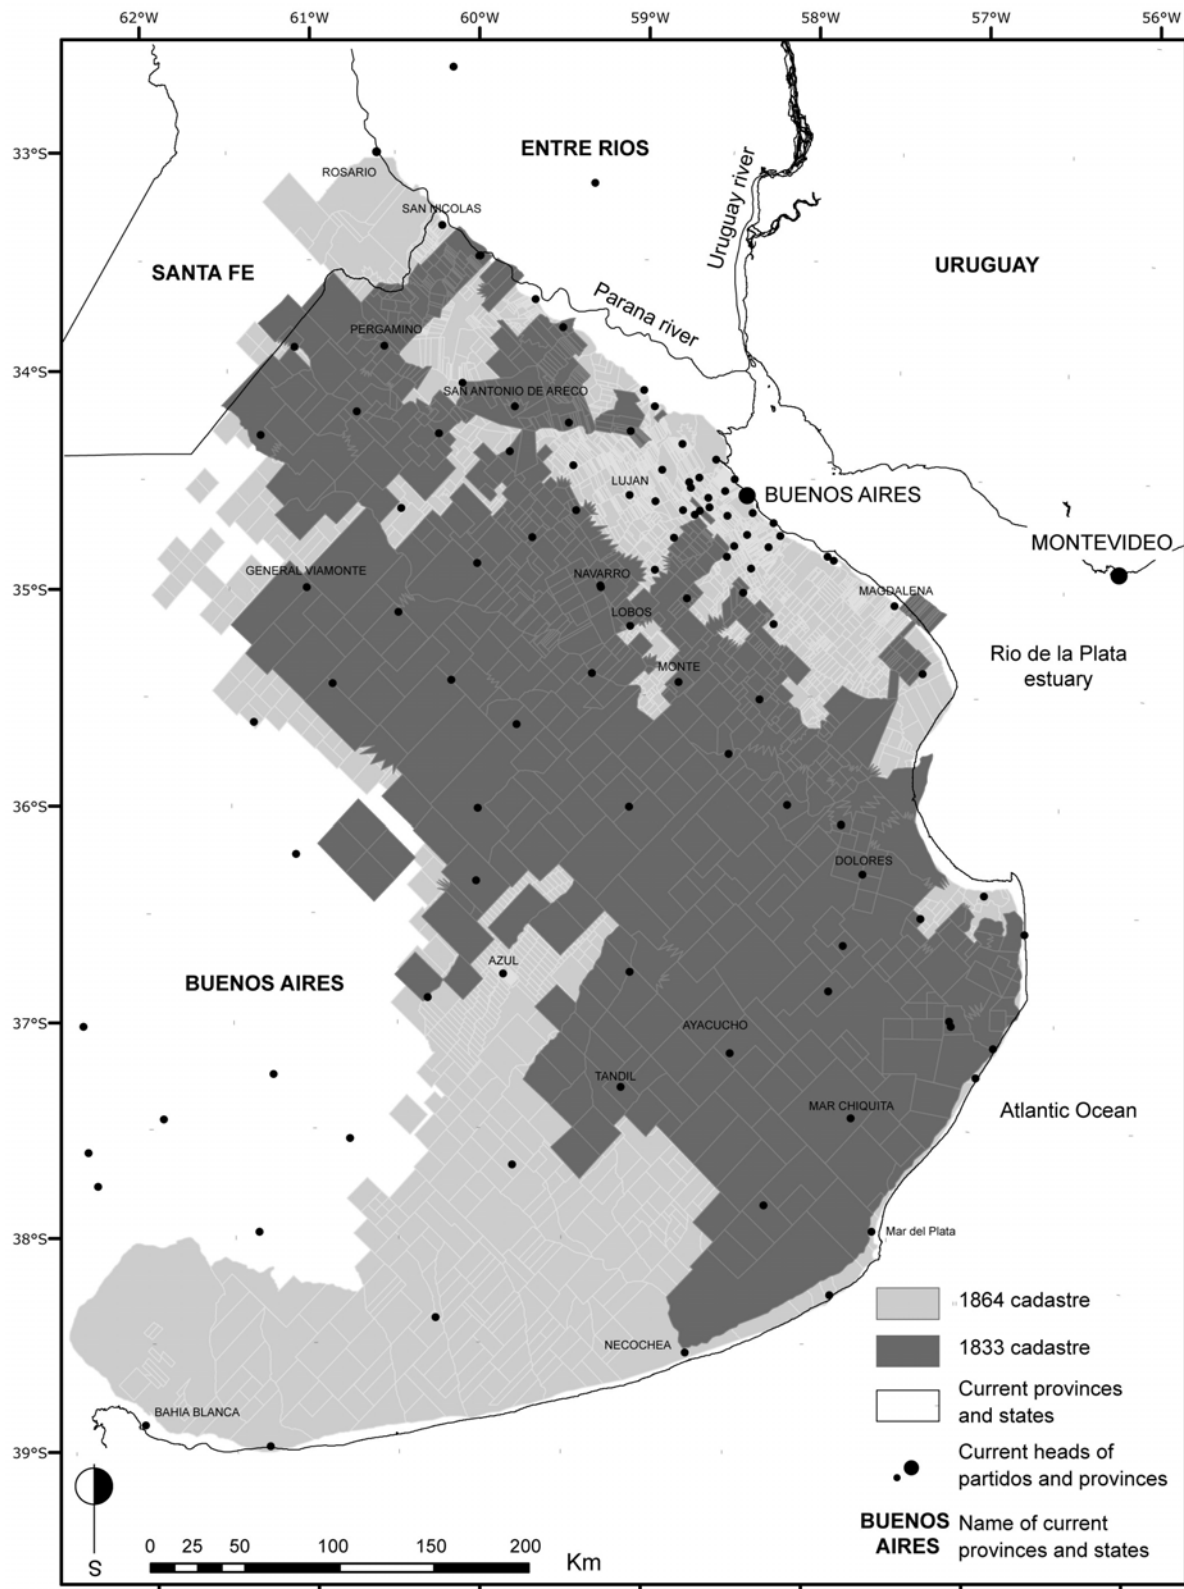 62°W 61°W 60°W 59°W 58°W 57°W 56°W
33°S
ENTRE RIOS
ROSARIO
SAN NICOLAS
Uruguay river
SANTA FE
URUGUAY
Parana river
PERGAMINO
34°S
SAN ANTONIO DE ARECO
LUJAN
BUENOS AIRES
MONTEVIDEO
GENERAL VIAMONTE
NAVARRO
35°S
MAGDALENA
LOBOS
Rio de la Plata
estuary
MONTE
36°S
DOLORES
AZUL
BUENOS AIRES
37°S
AYACUCHO
TANDIL
MAR CHIQUITA
Atlantic Ocean
38°S
Mar del Plata
1864 cadastre
NECOCHEA
1833 cadastre
Current provinces
and states
BAHIA BLANCA
39°S
Current heads of
partidos and provinces
BUENOS
AIRES
Name of current
provinces and states
S
0 25 50 100 150 200
Km